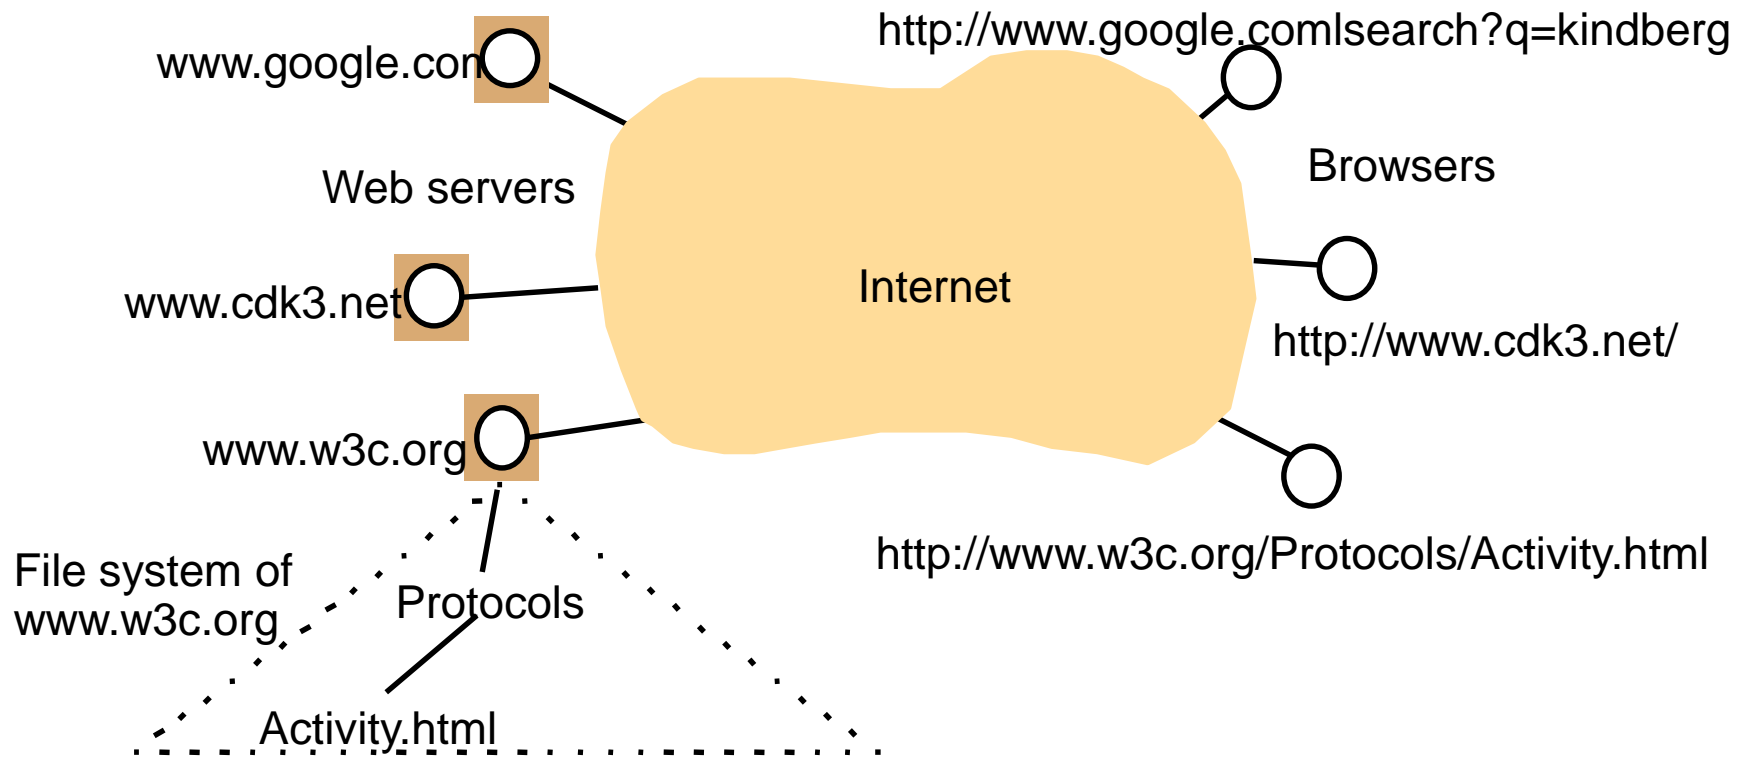 http://www.google.comlsearch?q=kindberg
www.google.com
Browsers
Web servers
Internet
www.cdk3.net
http://www.cdk3.net/
www.w3c.org
http://www.w3c.org/Protocols/Activity.html
File system of
www.w3c.org
Protocols
Activity.html